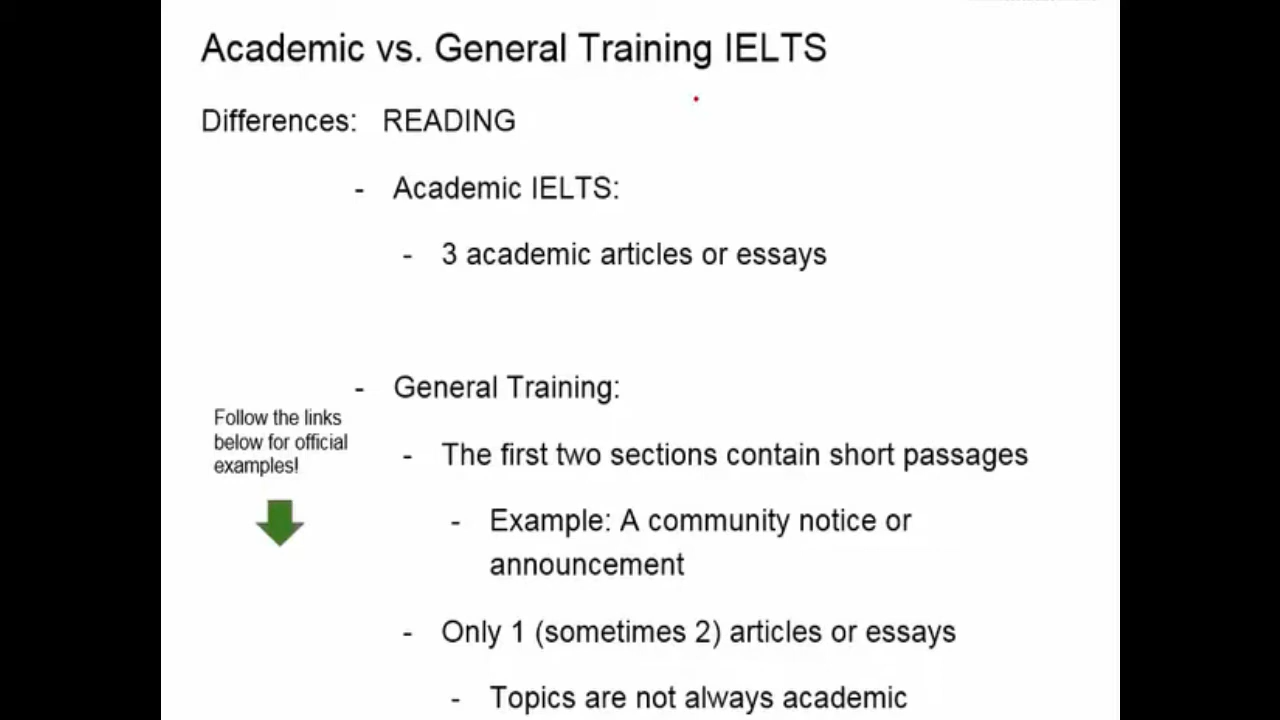 Academic vs. General Training IELTS
Differences: READING
- Academic IELTS:
- 3 academic articles or essays
- General Training:
Follow the links
below for official
examples!
- The first two sections contain short passages
- Example: A community notice or
announcement
- Only 1 (sometimes 2) articles or essays
- Topics are not always academic